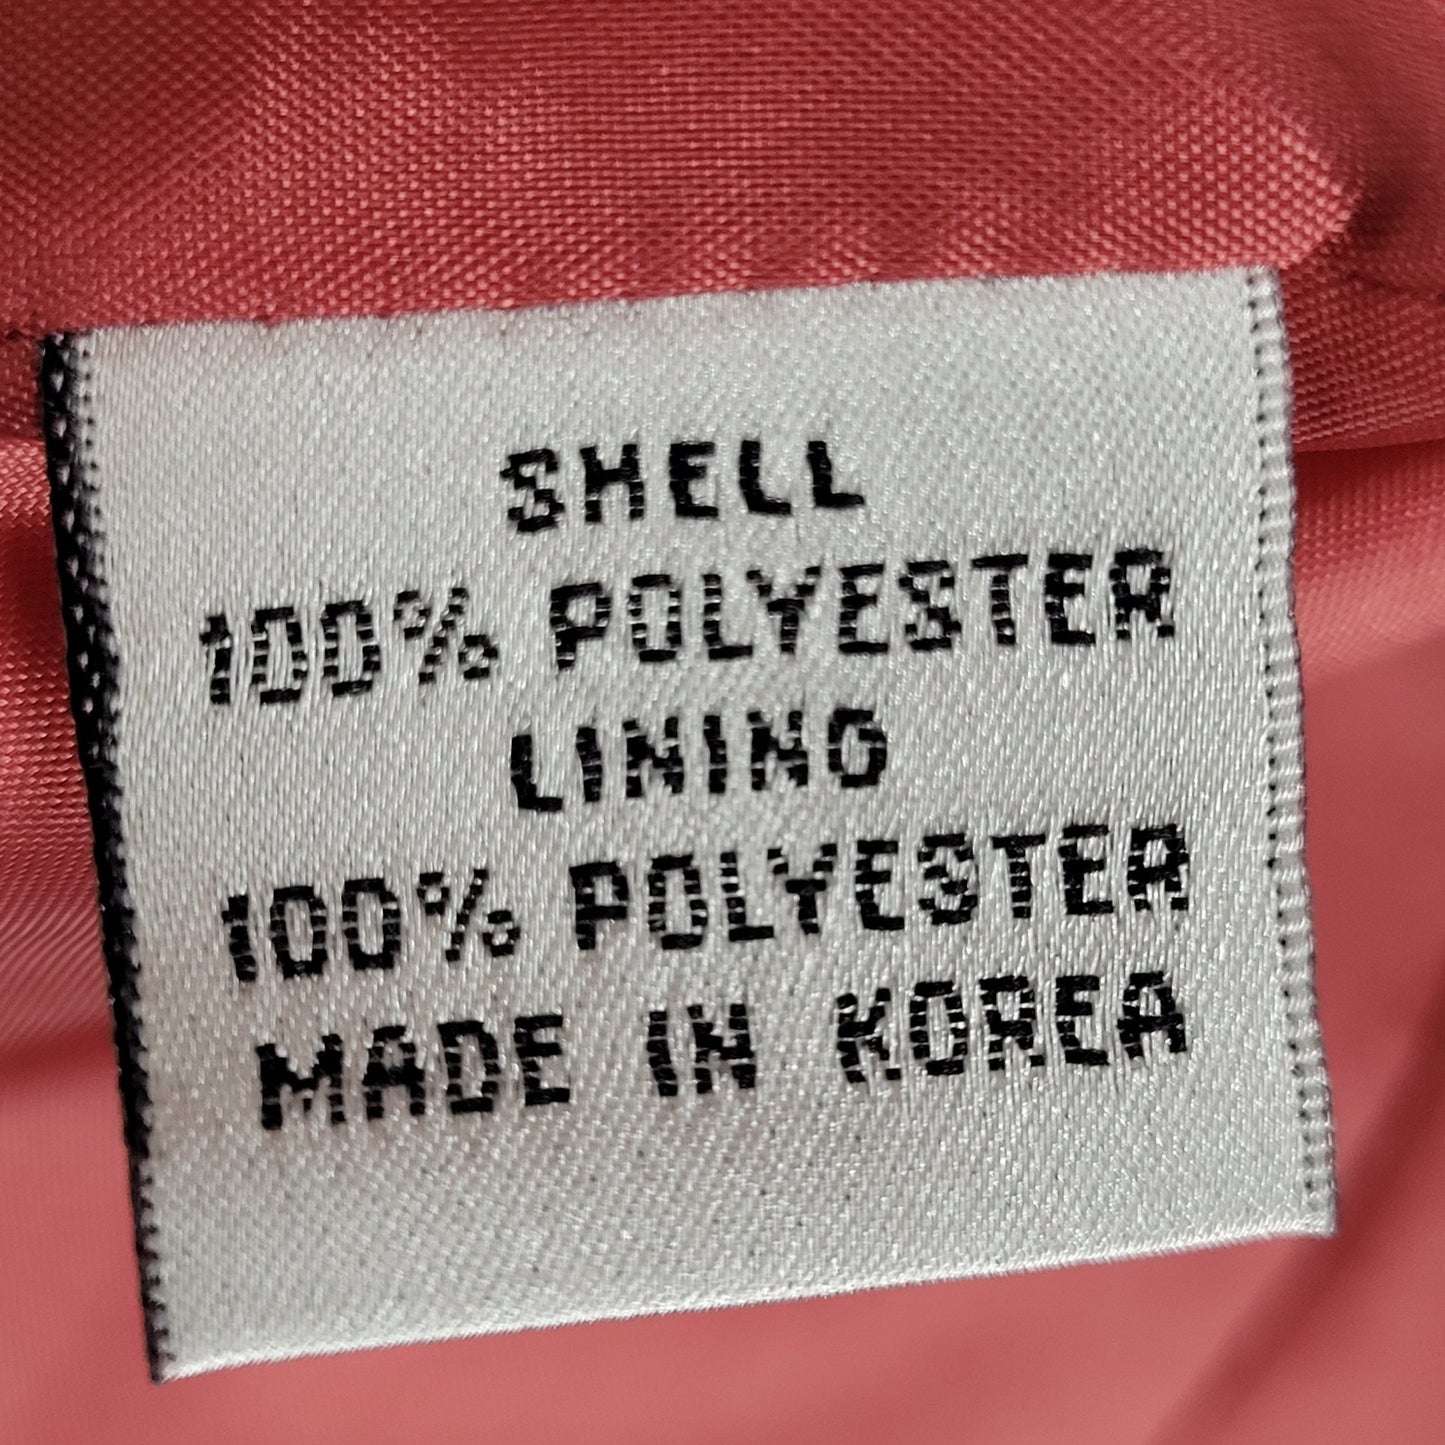 SHELL
100% POLYESTER
LINING
100% POLYESTER
MADE IN KOREA